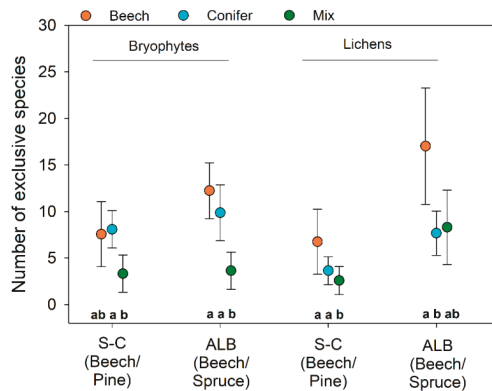 Beech Conifer Mix
30
Bryophytes Lichens
25
20
15
10
5
0
Number of exclusive species
ab a b a a b a a b a b ab
S-C ALB S-C ALB
(Beech/ (Beech/ (Beech/ (Beech/
Pine) Spruce) Pine) Spruce)